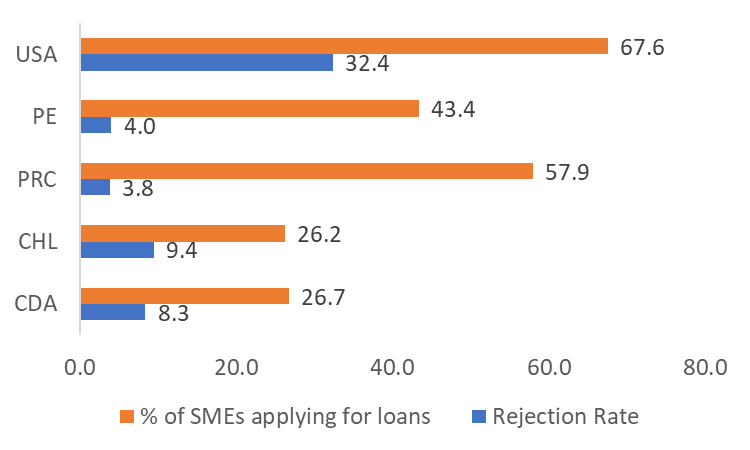 USA 67.6
32.4
PE 43.4
4.0
PRC 57.9
3.8
CHL 26.2
9.4
CDA 26.7
8.3
0.0 20.0 40.0 60.0 80.0
% of SMEs applying for loans Rejection Rate